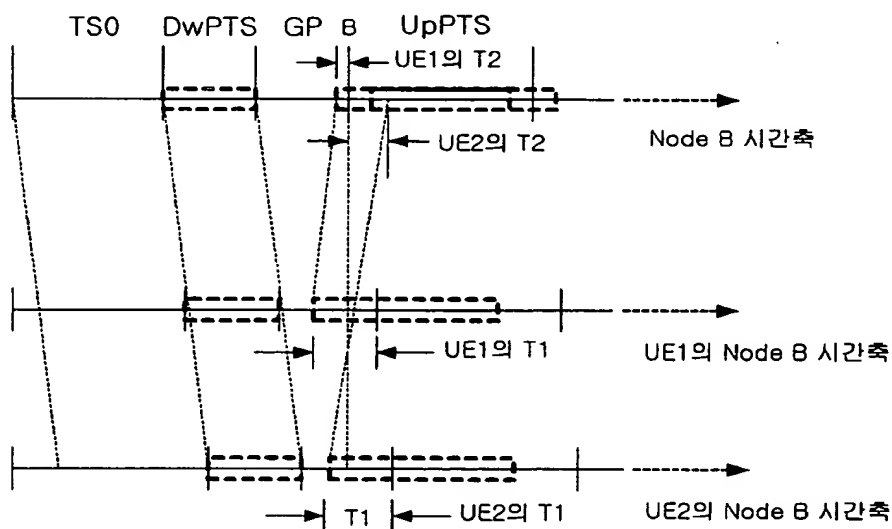 TS0 DwPTS GP B UpPTS
UE1의 T2
UE2의 T2
Node B 시간축
UE1의 T1
UE1의 Node B 시간축
T1 UE2의 T1
UE2의 Node B 시간축